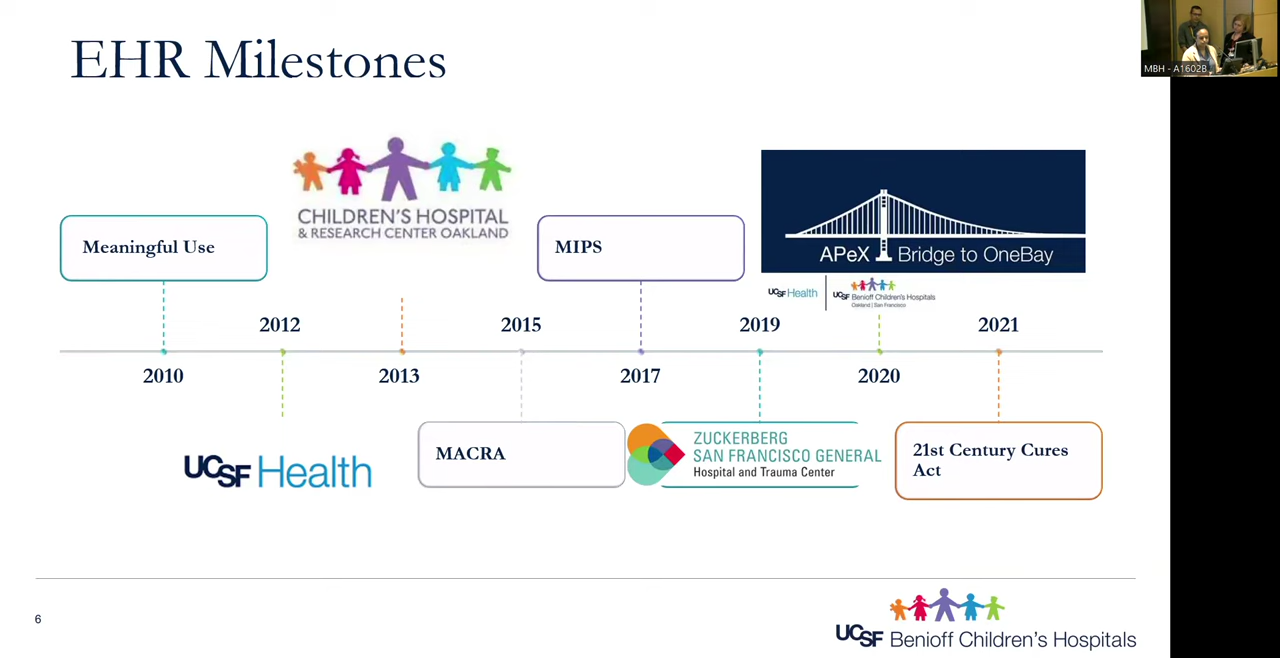 EHR Milestones
MBH - A1602B
CHILDREN'S HOSPITAL
& RESEARCH CENTER OAKLAND
Meaningful Use
MIPS
APeX Bridge to OneBay
UCSF Health
UCSF Benioff Children's Hospitals
Oakland | San Francisco
2012
2015
2019
2021
2010
2013
2017
2020
UCSF Health
MACRA
ZUCKERBERG
SAN FRANCISCO GENERAL
Hospital and Trauma Center
21st Century Cures
Act
6
UCSF Benioff Children's Hospitals